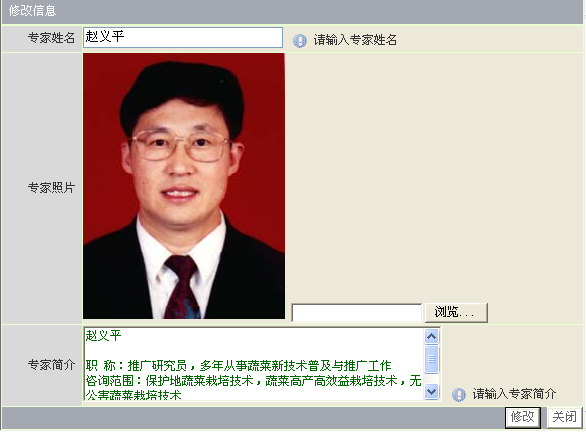 修改信息
专家姓名 赵义平 请输入专家姓名
专家照片 浏览...
专家简介
赵义平
职 称：推广研究员，多年从事蔬菜新技术普及与推广工作
咨询范围：保护地蔬菜栽培技术，蔬菜高产高效益栽培技术，无
公害蔬菜栽培技术
请输入专家简介
修改 关闭